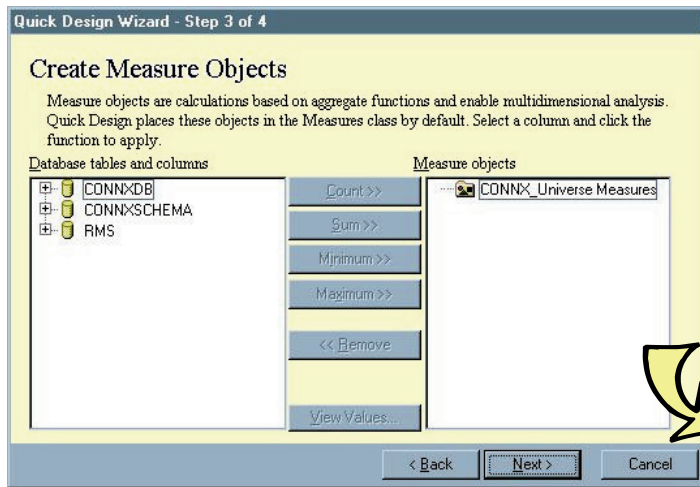 Quick Design Wizard - Step 3 of 4
Create Measure Objects
Measure objects are calculations based on aggregate functions and enable multidimensional analysis.
Quick Design places these objects in the Measures class by default. Select a column and click the
function to apply.
Database tables and columns
Measure objects
CONNXDB
CONNXSCHEMA
RMS
Count >>
Sum >>
Minimum >>
Maximum >>
<< Remove
View Values...
CONNX_Universe Measures
< Back
Next >
Cancel